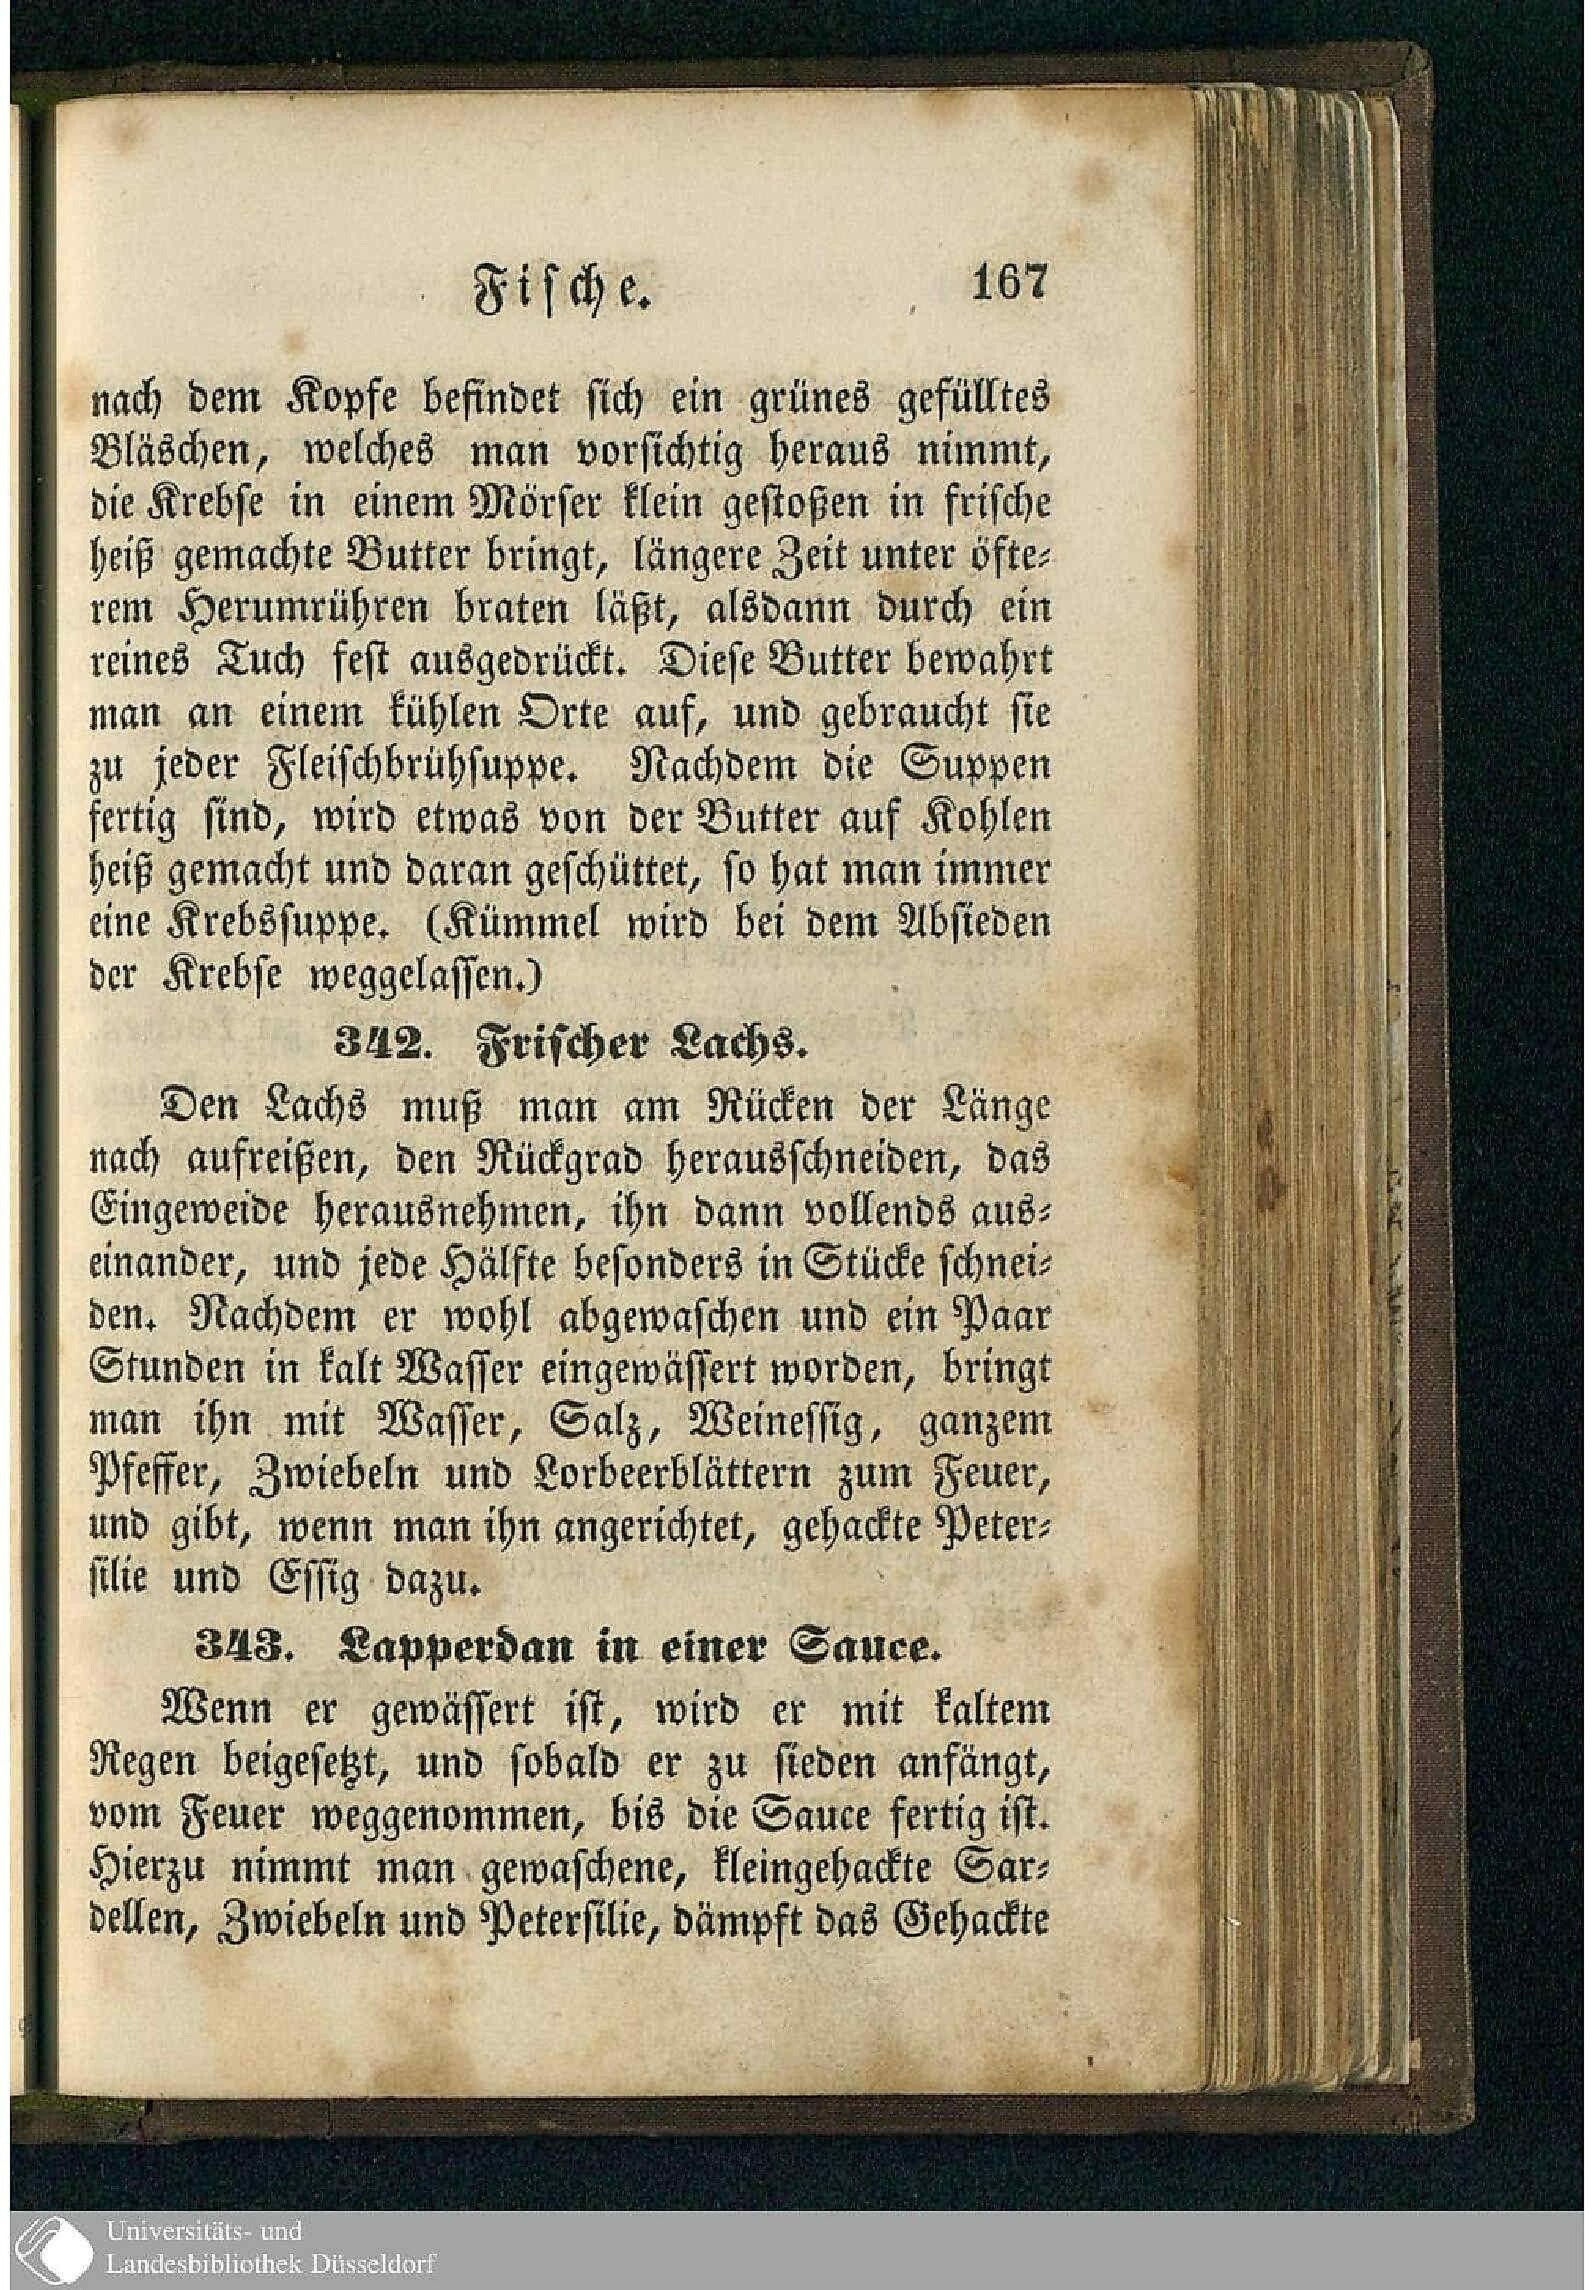 Fische. 167
nach dem Kopfe befindet sich ein grünes gefülltes
Bläschen, welches man vorsichtig heraus nimmt,
die Krebse in einem Mörser klein gestoßen in frische
heiß gemachte Butter bringt, längere Zeit unter öfte-
rem Herumrühren braten läßt, alsdann durch ein
reines Tuch fest ausgedrückt. Diese Butter bewahrt
man an einem kühlen Orte auf, und gebraucht sie
zu jeder Fleischbrühsuppe. Nachdem die Suppen
fertig sind, wird etwas von der Butter auf Kohlen
heiß gemacht und daran geschüttet, so hat man immer
eine Krebssuppe. (Kümmel wird bei dem Absieden
der Krebse weggelassen.)
342. Frischer Lachs.
Den Lachs muß man am Rücken der Länge
nach aufreißen, den Rückgrad herausschneiden, das
Eingeweide herausnehmen, ihn dann vollends aus-
einander, und jede Hälfte besonders in Stücke schnei-
den. Nachdem er wohl abgewaschen und ein Paar
Stunden in kalt Wasser eingewässert worden, bringt
man ihn mit Wasser, Salz, Weinessig, ganzem
Pfeffer, Zwiebeln und Lorbeerblättern zum Feuer,
und gibt, wenn man ihn angerichtet, gehackte Peter-
silie und Essig dazu.
343. Lapperdan in einer Sauce.
Wenn er gewässert ist, wird er mit kaltem
Regen beigesetzt, und sobald er zu sieden anfängt,
vom Feuer weggenommen, bis die Sauce fertig ist.
Hierzu nimmt man gewaschene, kleingehackte Sar-
dellen, Zwiebeln und Petersilie, dämpft das Gehackte
Universitäts- und
Landesbibliothek Düsseldorf